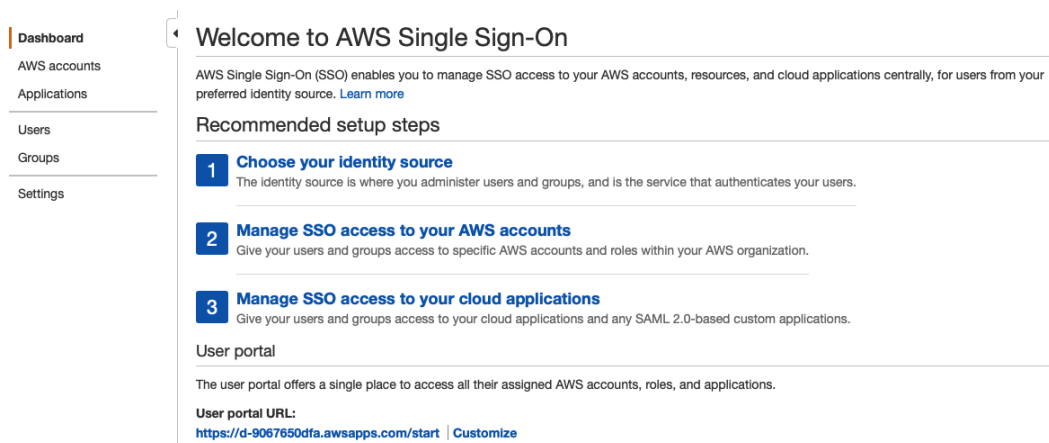 Dashboard
AWS accounts
Applications
Users
Groups
Settings
Welcome to AWS Single Sign-On
AWS Single Sign-On (SSO) enables you to manage SSO access to your AWS accounts, resources, and cloud applications centrally, for users from your
preferred identity source. Learn more
Recommended setup steps
1 Choose your identity source
The identity source is where you administer users and groups, and is the service that authenticates your users.
2 Manage SSO access to your AWS accounts
Give your users and groups access to specific AWS accounts and roles within your AWS organization.
3 Manage SSO access to your cloud applications
Give your users and groups access to your cloud applications and any SAML 2.0-based custom applications.
User portal
The user portal offers a single place to access all their assigned AWS accounts, roles, and applications.
User portal URL:
https://d-9067650dfa.awsapps.com/start | Customize